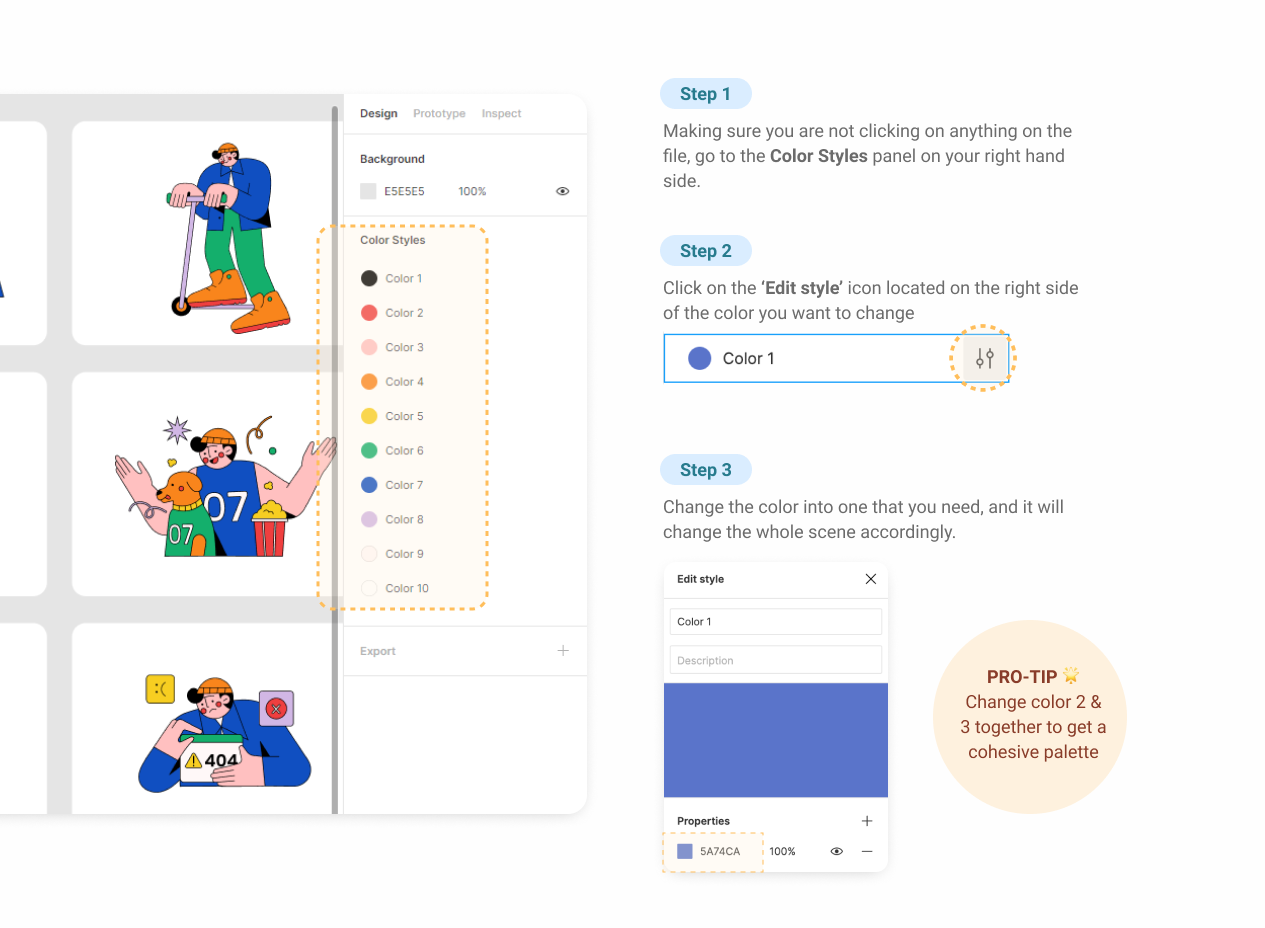 Design Prototype Inspect
Background
E5E5E5 100%
Color Styles
Color 1
Color 2
Color 3
Color 4
Color 5
Color 6
Color 7
Color 8
Color 9
Color 10
Export
07
07
:(
404
Step 1
Making sure you are not clicking on anything on the
file, go to the Color Styles panel on your right hand
side.
Step 2
Click on the ‘Edit style’ icon located on the right side
of the color you want to change
Color 1
Step 3
Change the color into one that you need, and it will
change the whole scene accordingly.
Edit style
Color 1
Description
Properties
5A74CA 100%
PRO-TIP 🌟
Change color 2 &
3 together to get a
cohesive palette